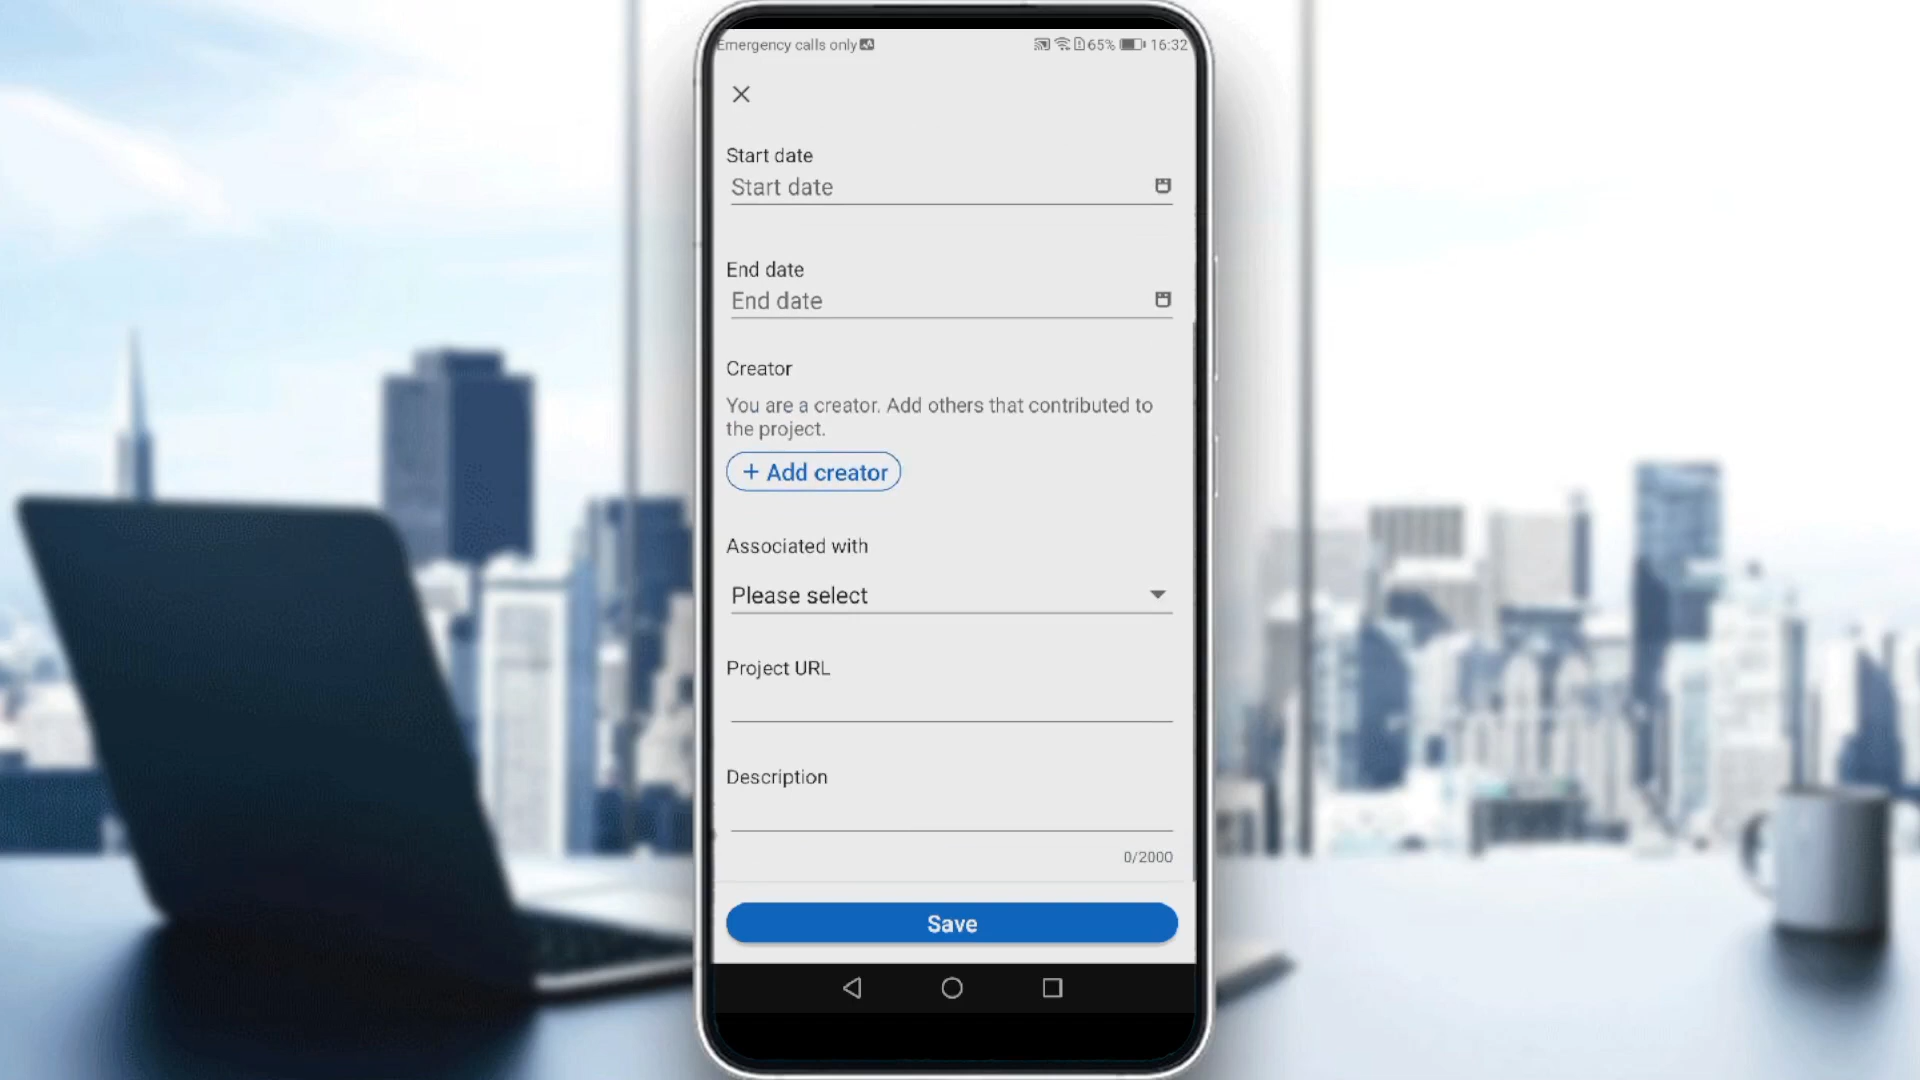 Emergency calls only
65% 16:32
Start date
Start date
End date
End date
Creator
You are a creator. Add others that contributed to
the project.
+ Add creator
Associated with
Please select
Project URL
Description
0/2000
Save